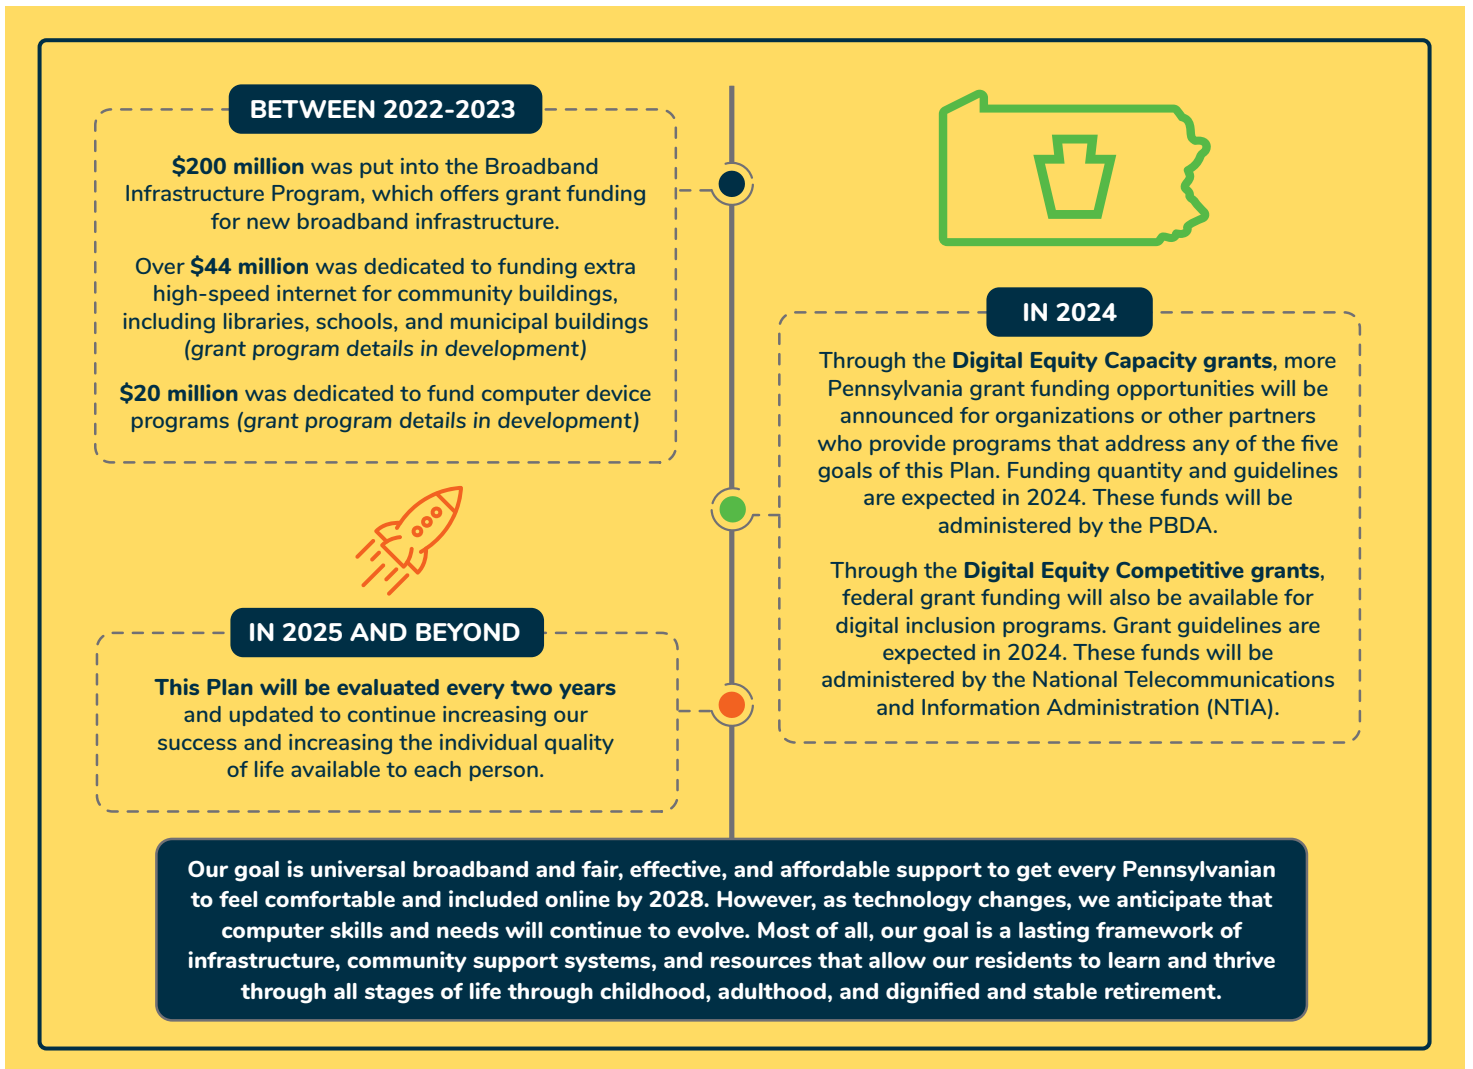 BETWEEN 2022-2023
$200 million was put into the Broadband
Infrastructure Program, which offers grant funding
for new broadband infrastructure.
Over $44 million was dedicated to funding extra
high-speed internet for community buildings,
including libraries, schools, and municipal buildings
(grant program details in development)
$20 million was dedicated to fund computer device
programs (grant program details in development)
IN 2024
Through the Digital Equity Capacity grants, more
Pennsylvania grant funding opportunities will be
announced for organizations or other partners
who provide programs that address any of the five
goals of this Plan. Funding quantity and guidelines
are expected in 2024. These funds will be
administered by the PBDA.
Through the Digital Equity Competitive grants,
federal grant funding will also be available for
digital inclusion programs. Grant guidelines are
expected in 2024. These funds will be
administered by the National Telecommunications
and Information Administration (NTIA).
IN 2025 AND BEYOND
This Plan will be evaluated every two years
and updated to continue increasing our
success and increasing the individual quality
of life available to each person.
Our goal is universal broadband and fair, effective, and affordable support to get every Pennsylvanian
to feel comfortable and included online by 2028. However, as technology changes, we anticipate that
computer skills and needs will continue to evolve. Most of all, our goal is a lasting framework of
infrastructure, community support systems, and resources that allow our residents to learn and thrive
through all stages of life through childhood, adulthood, and dignified and stable retirement.